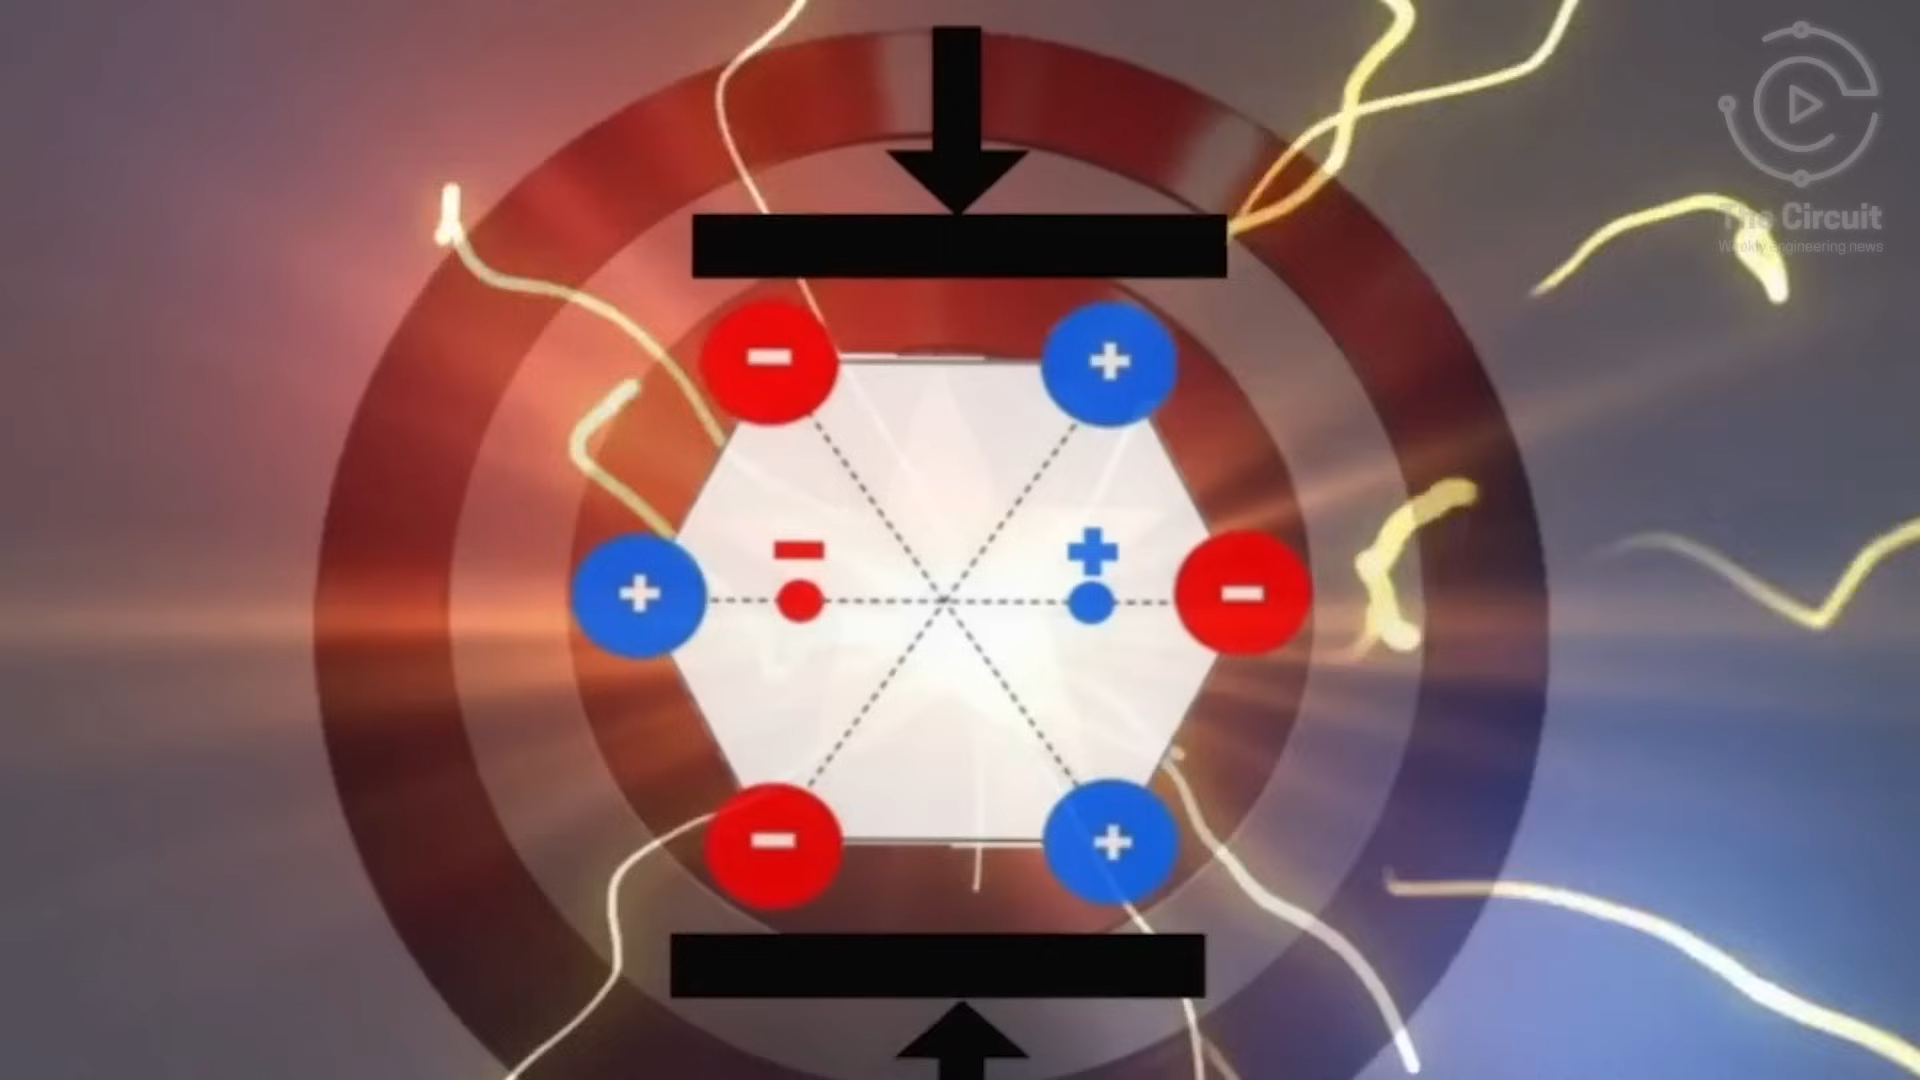 The Circuit
Weekly engineering news
- +
- +
+ -
- +